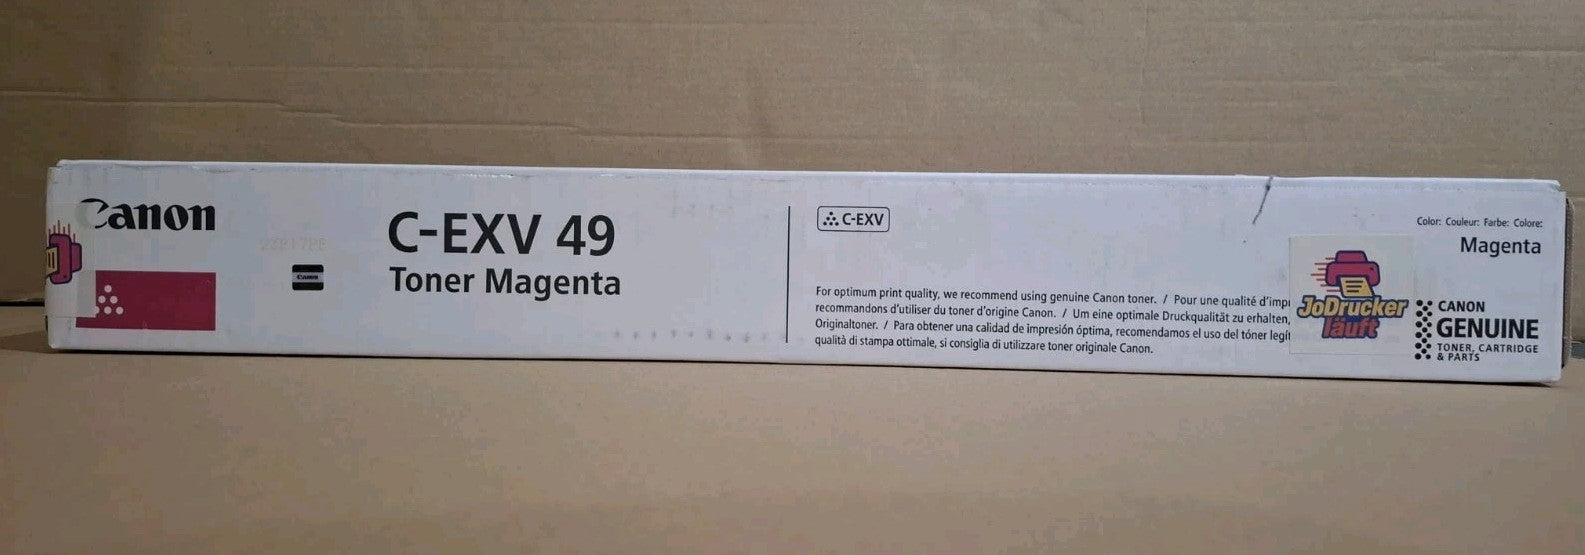 Canon
C-EXV 49
Toner Magenta
Canon
C-EXV
For optimum print quality, we recommend using genuine Canon toner. / Pour une qualité d'imp
recommandons d'utiliser du toner d'origine Canon. / Um eine optimale Druckqualität zu erhalten,
Originaltoner. / Para obtener una calidad de impresión óptima, recomendamos el uso del tóner legít
qualità di stampa ottimale, si consiglia di utilizzare toner originale Canon.
Color: Couleur: Farbe: Colore:
Magenta
JoDrucker
läuft
CANON
GENUINE
TONER, CARTRIDGE
& PARTS